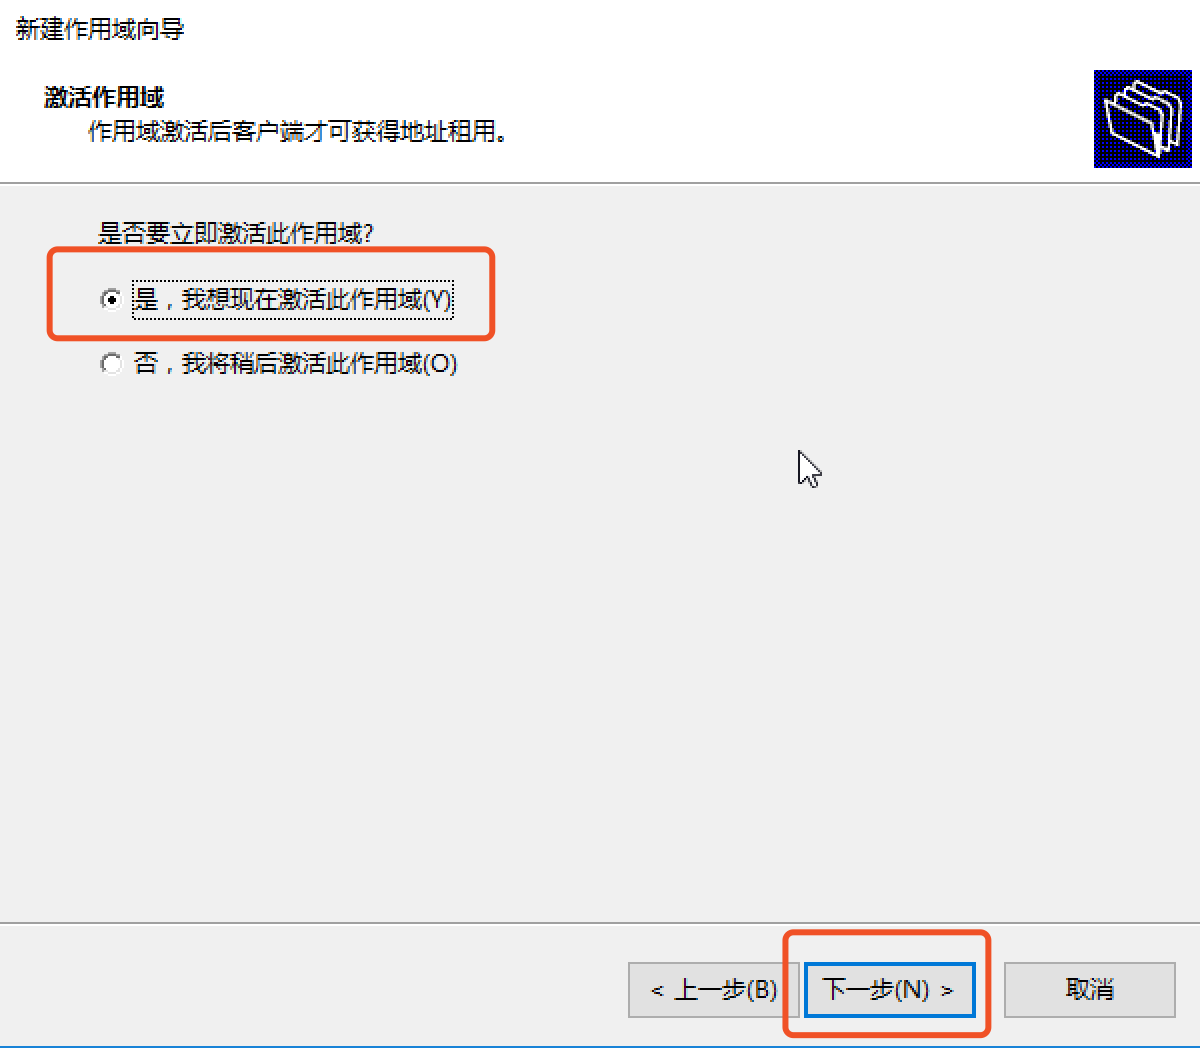 新建作用域向导
激活作用域
作用域激活后客户端才可获得地址租用。
是否要立即激活此作用域?
是，我想现在激活此作用域(Y)
否，我将稍后激活此作用域(O)
< 上一步(B) 下一步(N) > 取消